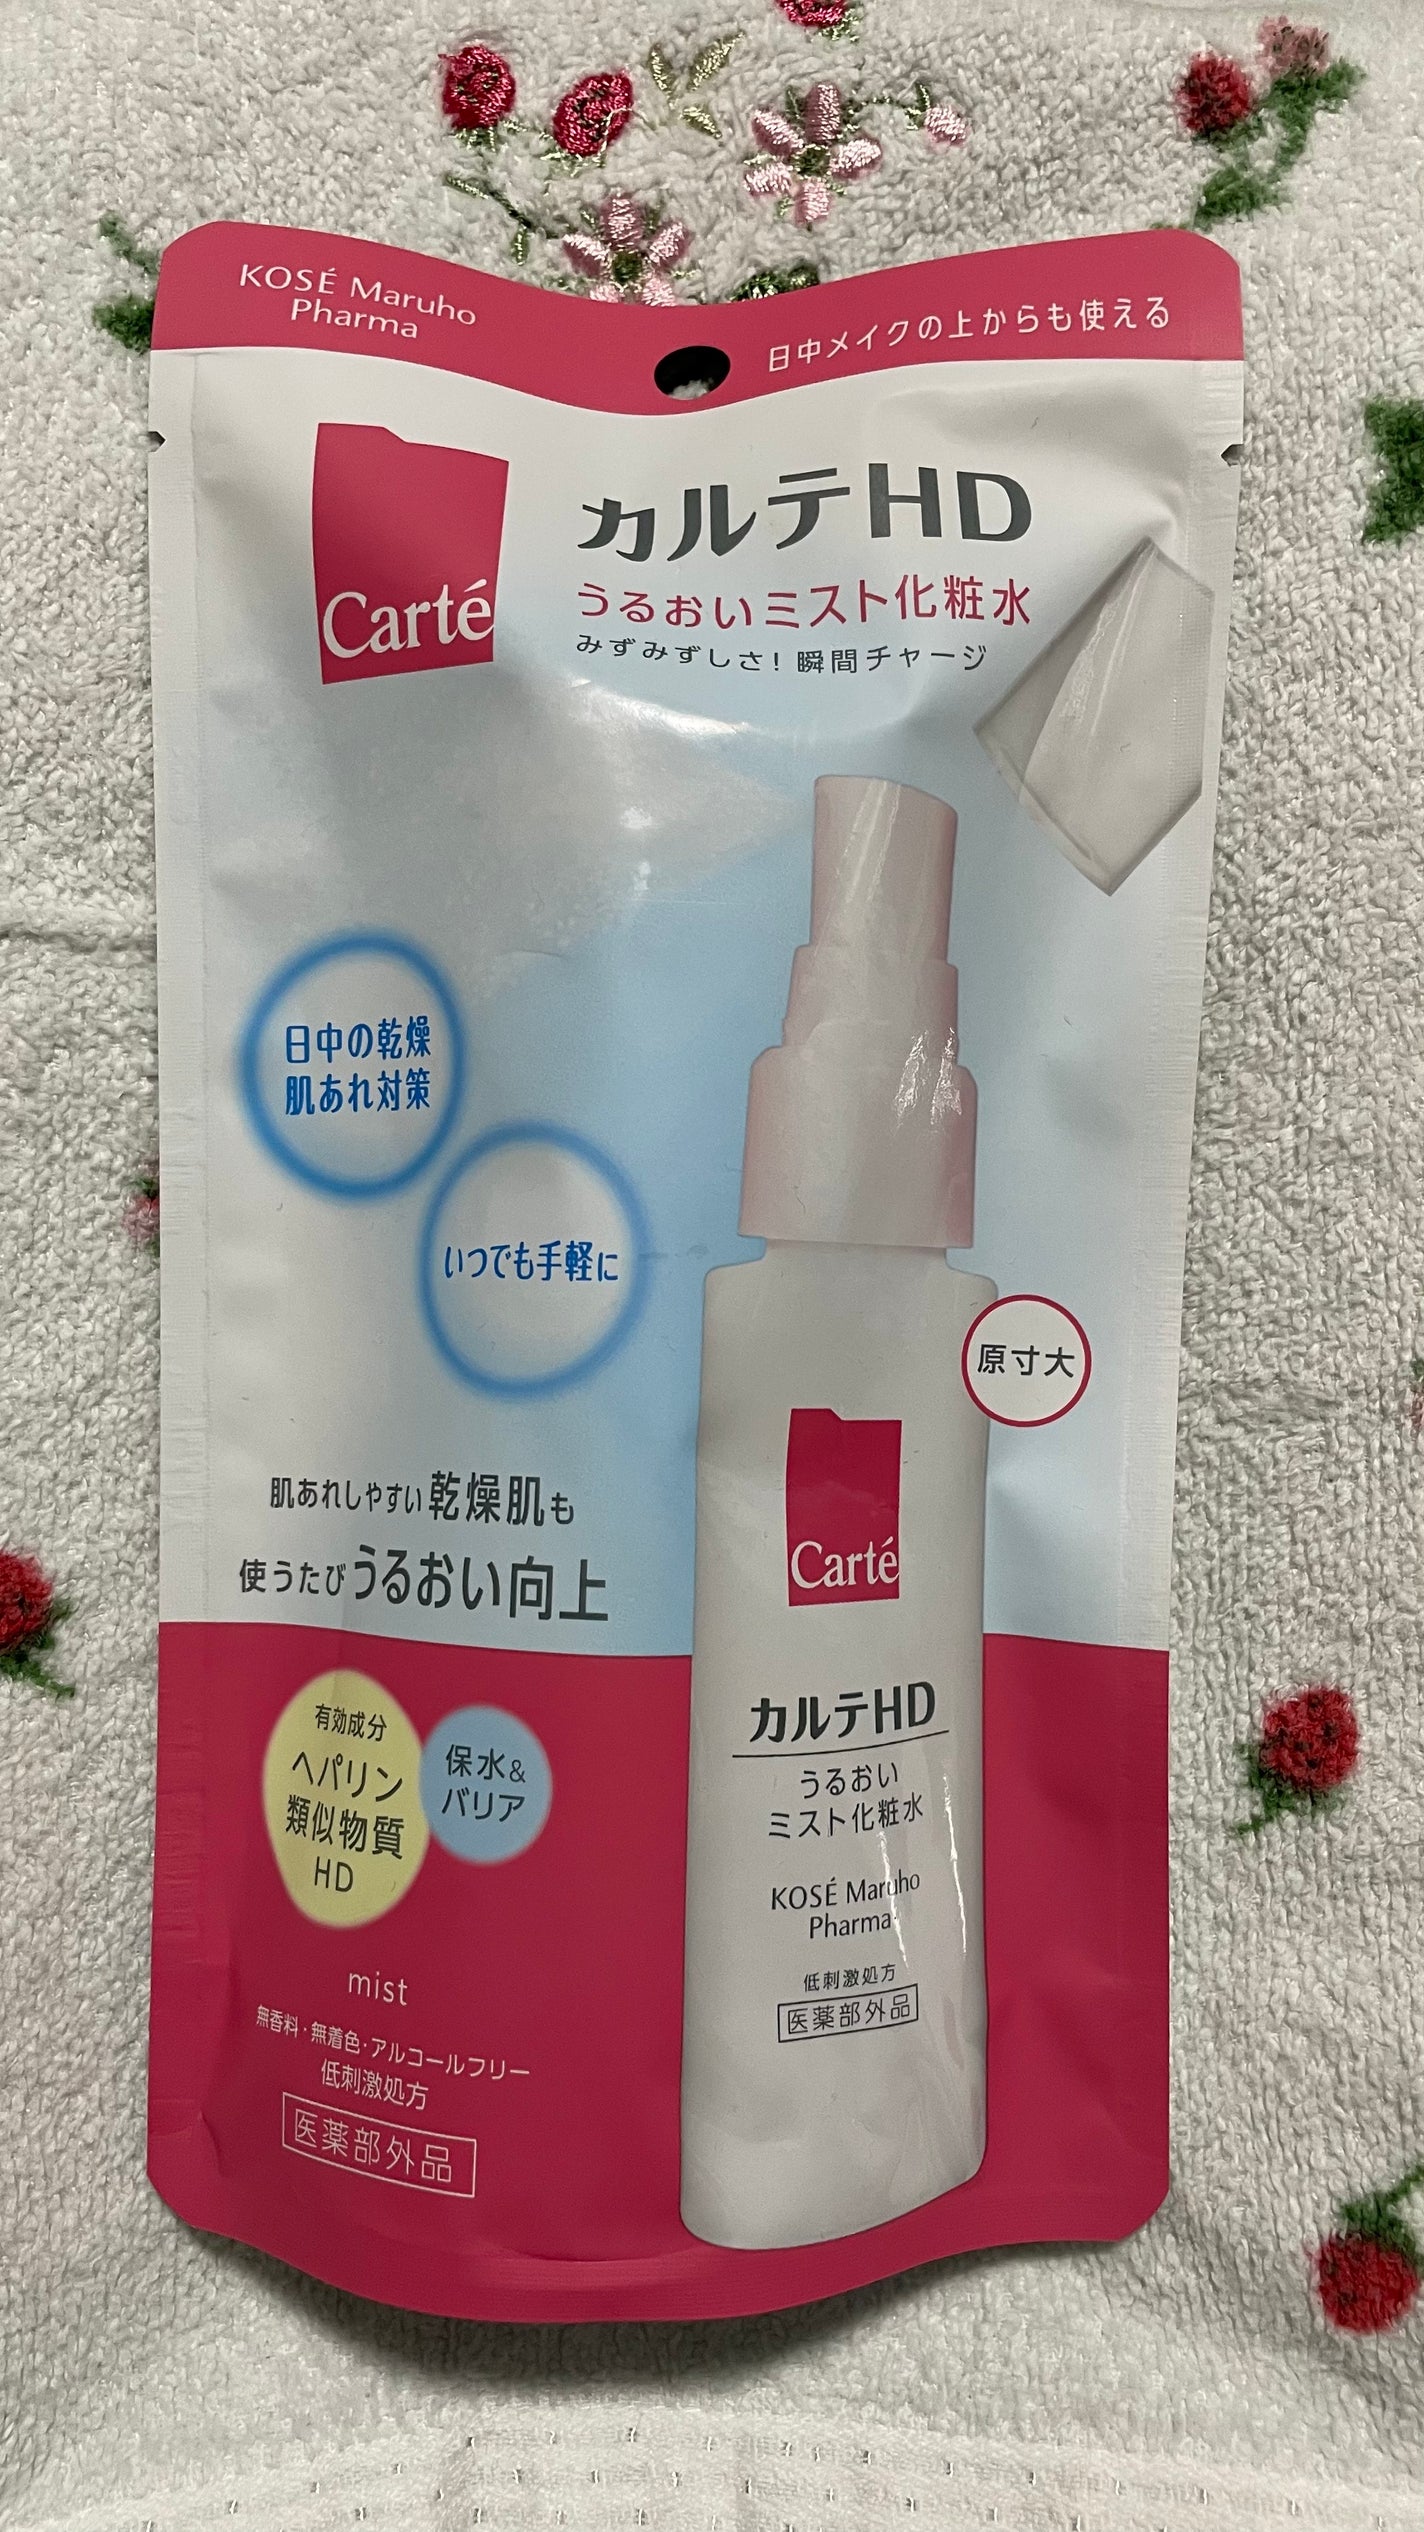 KOSÉ Maruho
Pharma
日中メイクの上からも使える
Carté
カルテHD
うるおいミスト化粧水
みずみずしさ!瞬間チャージ
日中の乾燥
肌あれ対策
いつでも手軽に
原寸大
肌あれしやすい乾燥肌も
使うたびうるおい向上
有効成分
ヘパリン
類似物質
HD
保水&
バリア
mist
無香料・無着色・アルコールフリー
低刺激処方
医薬部外品
Carté
カルテHD
うるおい
ミスト化粧水
KOSÉ Maruho
Pharma
低刺激処方
医薬部外品